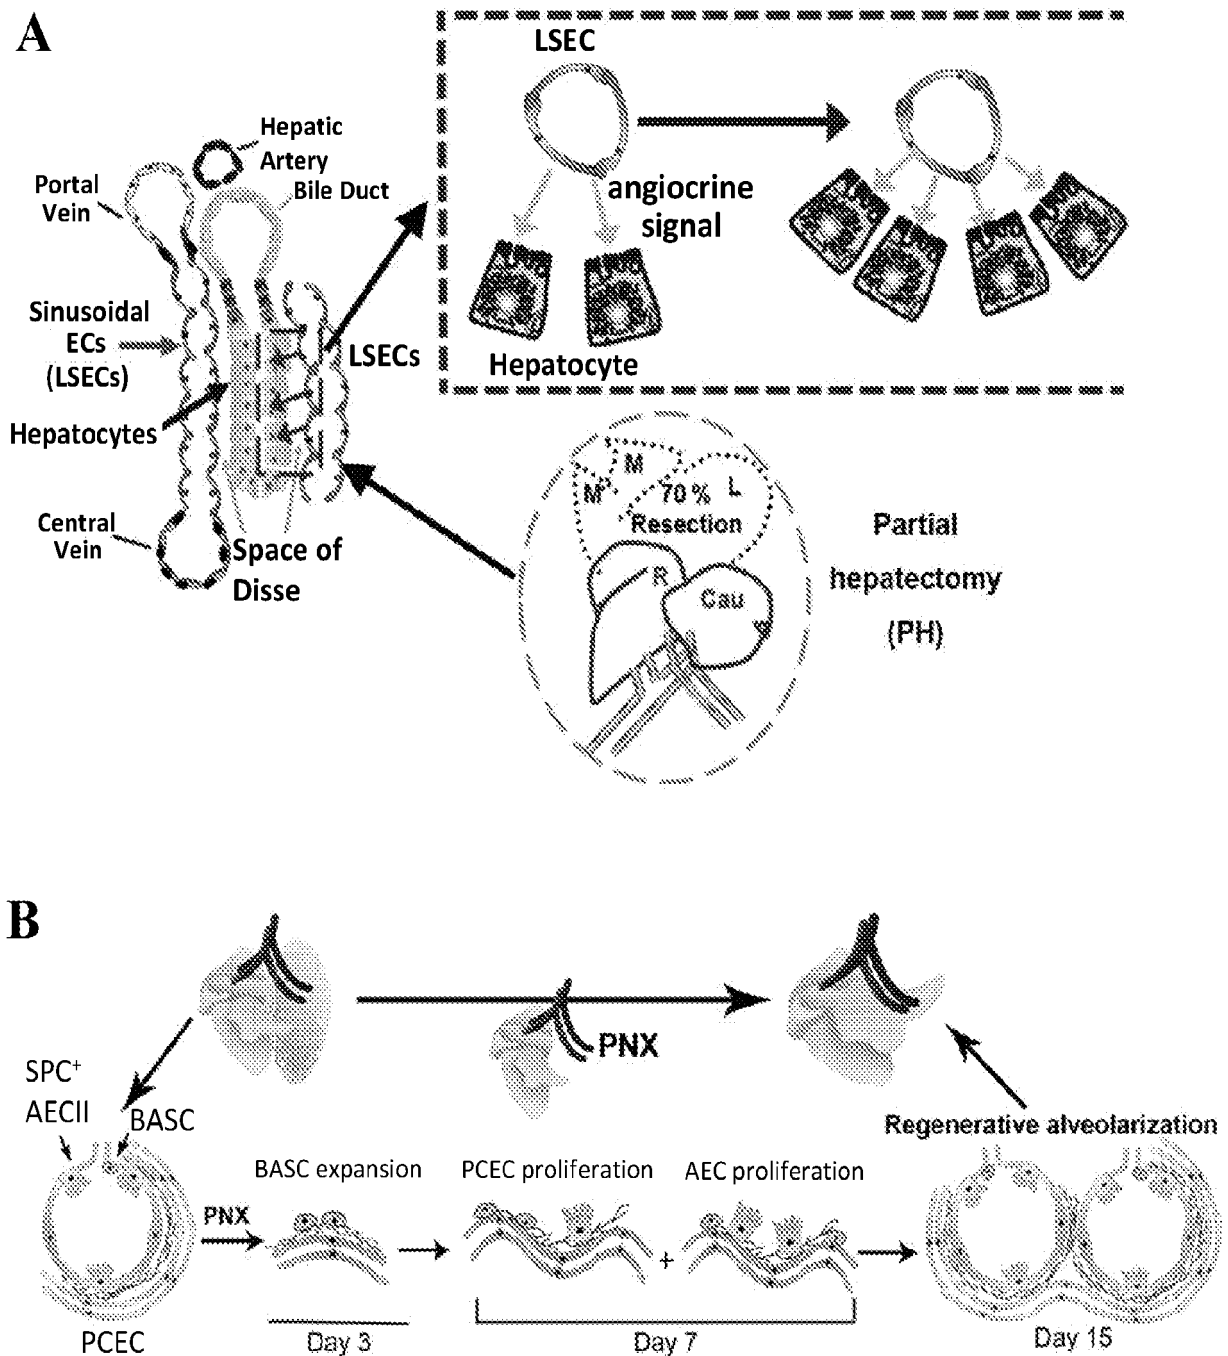 A
LSEC
Hepatic
Artery
Portal
Vein
Bile Duct
angiocrine
signal
Sinusoidal
ECs
(LSECs)
LSECs
Hepatocyte
Hepatocytes
M
M
70 %
L
Resection
Central
Vein
Space of
Disse
R
Cau
Partial
hepatectomy
(PH)
B
PNX
SPC+
AECII
BASC
Regenerative alveolarization
BASC expansion
PCEC proliferation
AEC proliferation
PNX
+
PCEC
Day 3
Day 7
Day 15